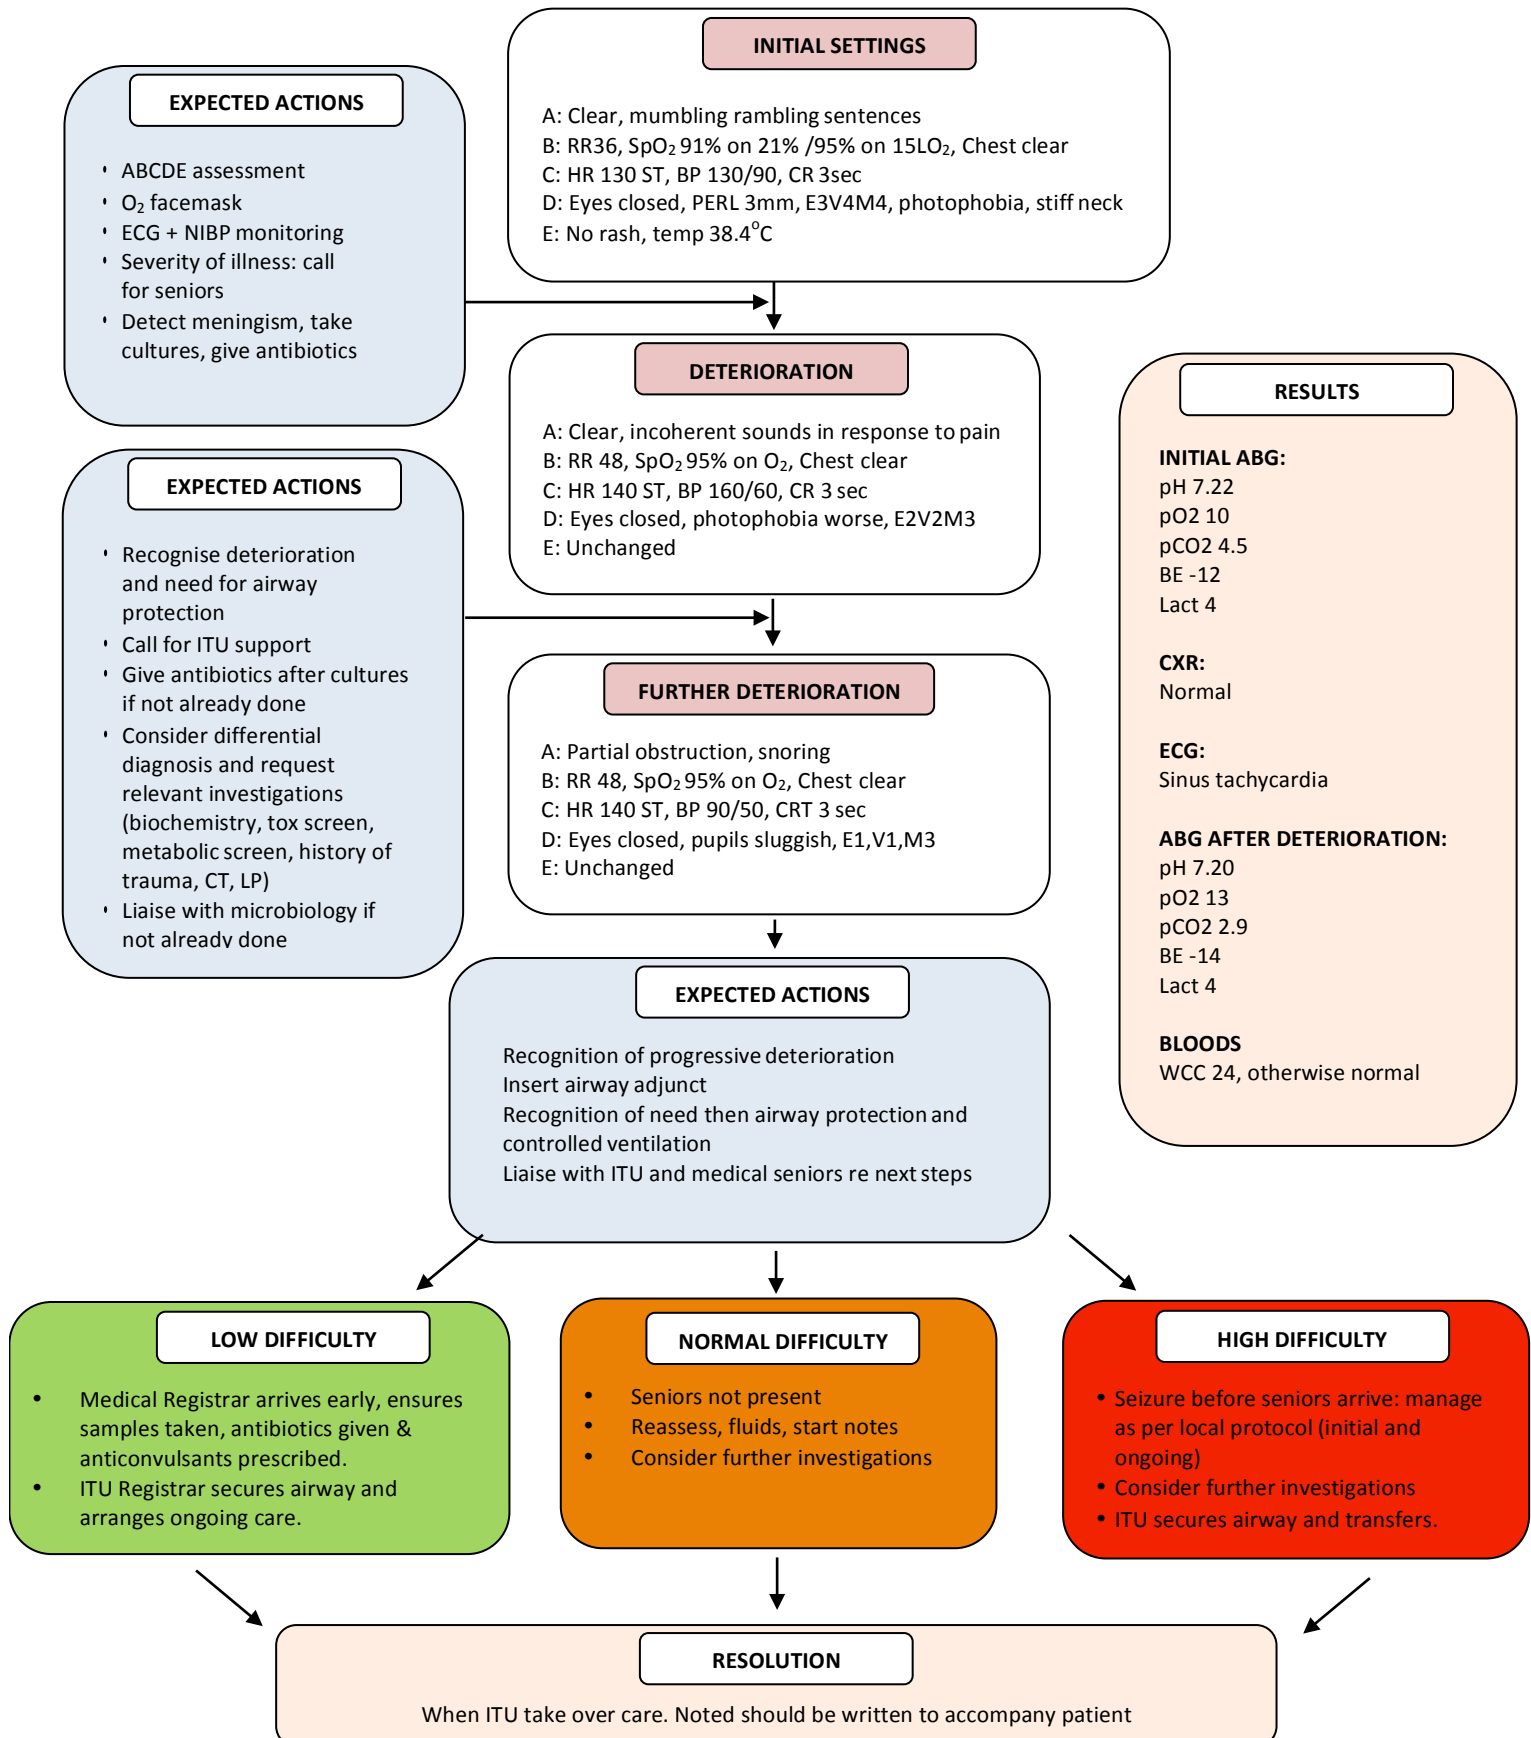 INITIAL SETTINGS
A: Clear, mumbling rambling sentences
B: RR36, SpO₂ 91% on 21% /95% on 15LO₂, Chest clear
C: HR 130 ST, BP 130/90, CR 3sec
D: Eyes closed, PERL 3mm, E3V4M4, photophobia, stiff neck
E: No rash, temp 38.4°C
EXPECTED ACTIONS
• ABCDE assessment
• O₂ facemask
• ECG + NIBP monitoring
• Severity of illness: call
for seniors
• Detect meningism, take
cultures, give antibiotics
DETERIORATION
A: Clear, incoherent sounds in response to pain
B: RR 48, SpO₂ 95% on O₂, Chest clear
C: HR 140 ST, BP 160/60, CR 3 sec
D: Eyes closed, photophobia worse, E2V2M3
E: Unchanged
EXPECTED ACTIONS
• Recognise deterioration
and need for airway
protection
• Call for ITU support
• Give antibiotics after cultures
if not already done
• Consider differential
diagnosis and request
relevant investigations
(biochemistry, tox screen,
metabolic screen, history of
trauma, CT, LP)
• Liaise with microbiology if
not already done
FURTHER DETERIORATION
A: Partial obstruction, snoring
B: RR 48, SpO₂ 95% on O₂, Chest clear
C: HR 140 ST, BP 90/50, CRT 3 sec
D: Eyes closed, pupils sluggish, E1,V1,M3
E: Unchanged
RESULTS
INITIAL ABG:
pH 7.22
pO2 10
pCO2 4.5
BE -12
Lact 4
CXR:
Normal
ECG:
Sinus tachycardia
ABG AFTER DETERIORATION:
pH 7.20
pO2 13
pCO2 2.9
BE -14
Lact 4
BLOODS
WCC 24, otherwise normal
EXPECTED ACTIONS
Recognition of progressive deterioration
Insert airway adjunct
Recognition of need then airway protection and
controlled ventilation
Liaise with ITU and medical seniors re next steps
LOW DIFFICULTY
• Medical Registrar arrives early, ensures
samples taken, antibiotics given &
anticonvulsants prescribed.
• ITU Registrar secures airway and
arranges ongoing care.
NORMAL DIFFICULTY
• Seniors not present
• Reassess, fluids, start notes
• Consider further investigations
HIGH DIFFICULTY
• Seizure before seniors arrive: manage
as per local protocol (initial and
ongoing)
• Consider further investigations
• ITU secures airway and transfers.
RESOLUTION
When ITU take over care. Noted should be written to accompany patient